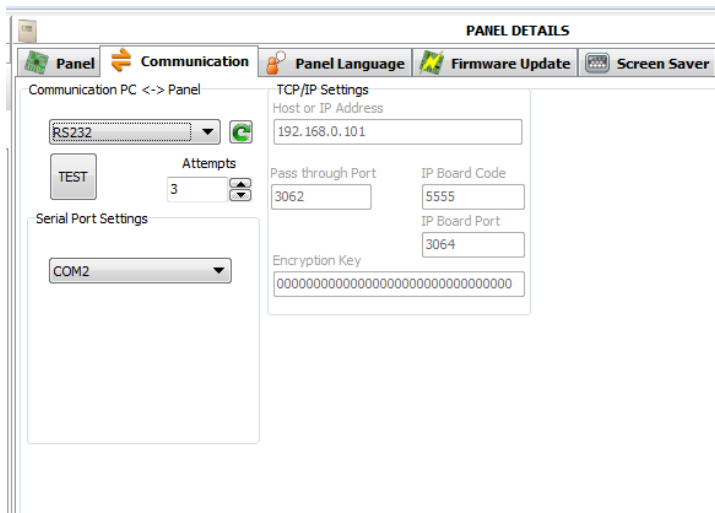 PANEL DETAILS
Panel Communication Panel Language Firmware Update Screen Saver
Communication PC <-> Panel
RS232
TEST
Attempts
3
Serial Port Settings
COM2
TCP/IP Settings
Host or IP Address
192.168.0.101
Pass through Port IP Board Code
3062 5555
IP Board Port
3064
Encryption Key
00000000000000000000000000000000